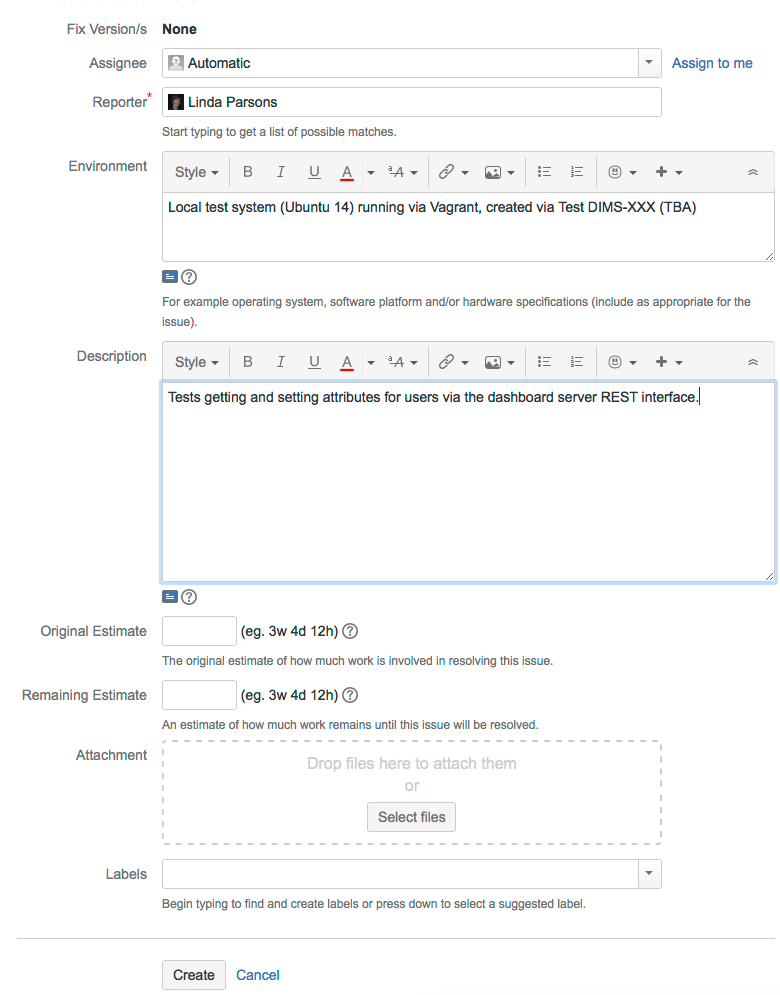 Fix Version/s None
Assignee Automatic Assign to me
Reporter* Linda Parsons
Start typing to get a list of possible matches.
Environment Style B I U A ªA
Local test system (Ubuntu 14) running via Vagrant, created via Test DIMS-XXX (TBA)
?
For example operating system, software platform and/or hardware specifications (include as appropriate for the
issue).
Description Style B I U A ªA
Tests getting and setting attributes for users via the dashboard server REST interface.
?
Original Estimate (eg. 3w 4d 12h) ?
The original estimate of how much work is involved in resolving this issue.
Remaining Estimate (eg. 3w 4d 12h) ?
An estimate of how much work remains until this issue will be resolved.
Attachment Drop files here to attach them
or
Select files
Labels
Begin typing to find and create labels or press down to select a suggested label.
Create Cancel